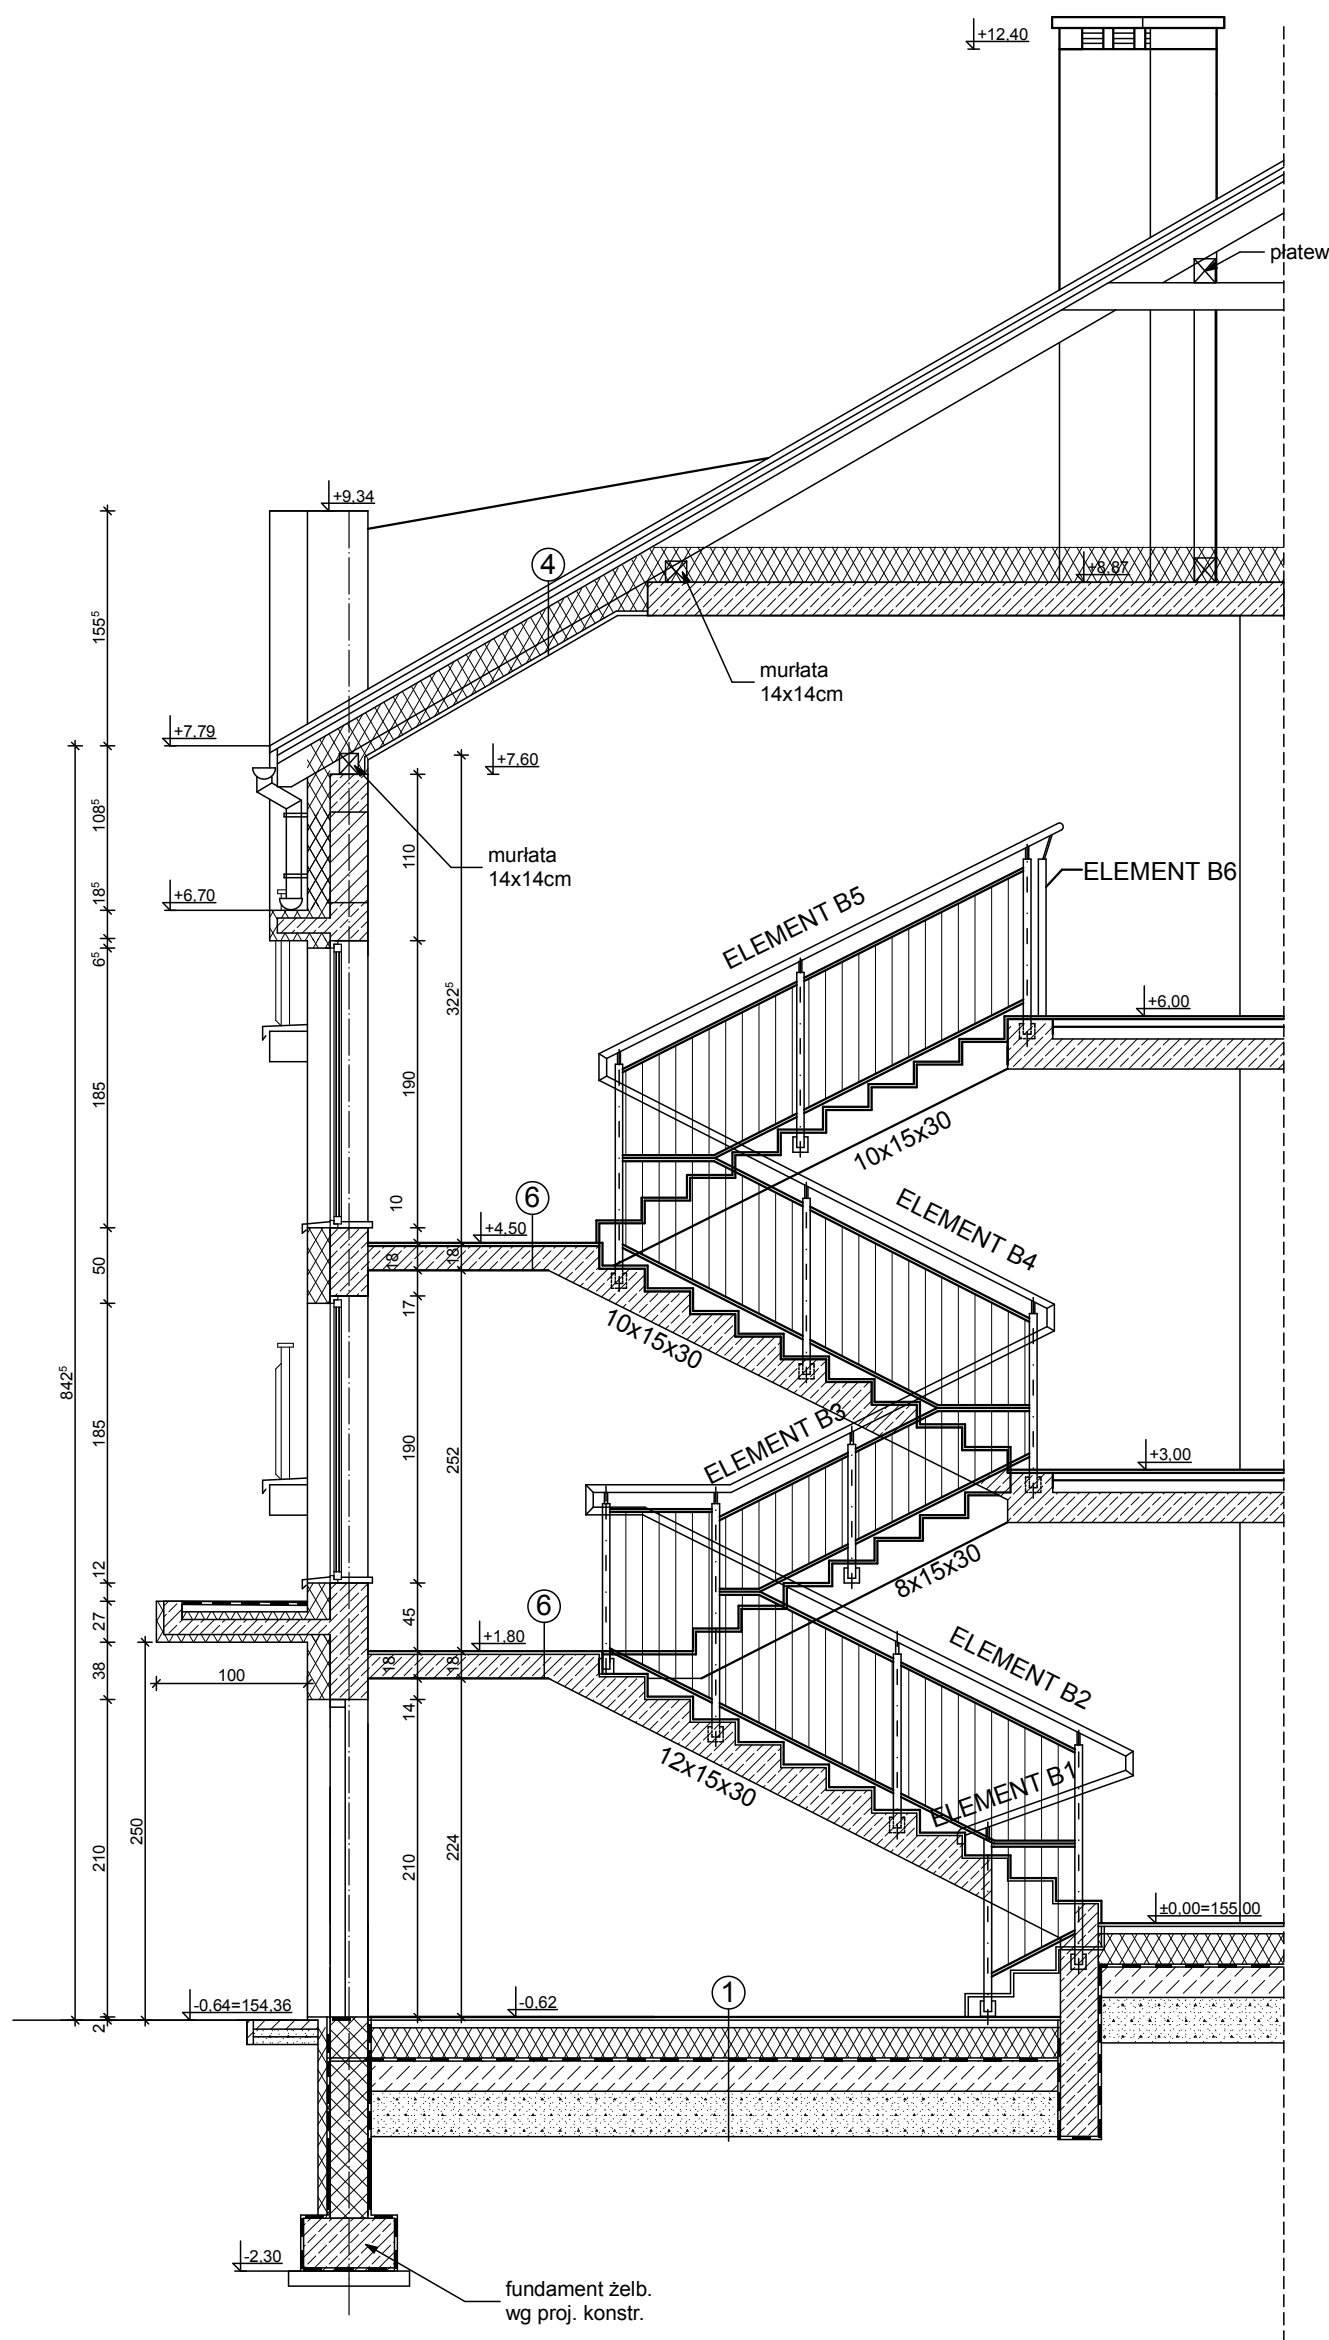 +12,40
płatew
+9,34
4
+8,87
155⁵
murłata
14x14cm
+7,79
+7,60
108⁵
110
murłata
14x14cm
ELEMENT B6
18⁵
+6,70
ELEMENT B5
6⁵
322⁵
+6,00
185
190
10x15x30
10
6
ELEMENT B4
+4,50
50
18
18
17
10x15x30
842⁵
185
190
252
ELEMENT B3
+3,00
12
8x15x30
27
45
6
+1,80
ELEMENT B2
38
100
18
18
14
12x15x30
ELEMENT B1
250
210
210
224
±0,00=155,00
1
-0,64=154,36
-0,62
2
-2,30
fundament żelb.
wg proj. konstr.